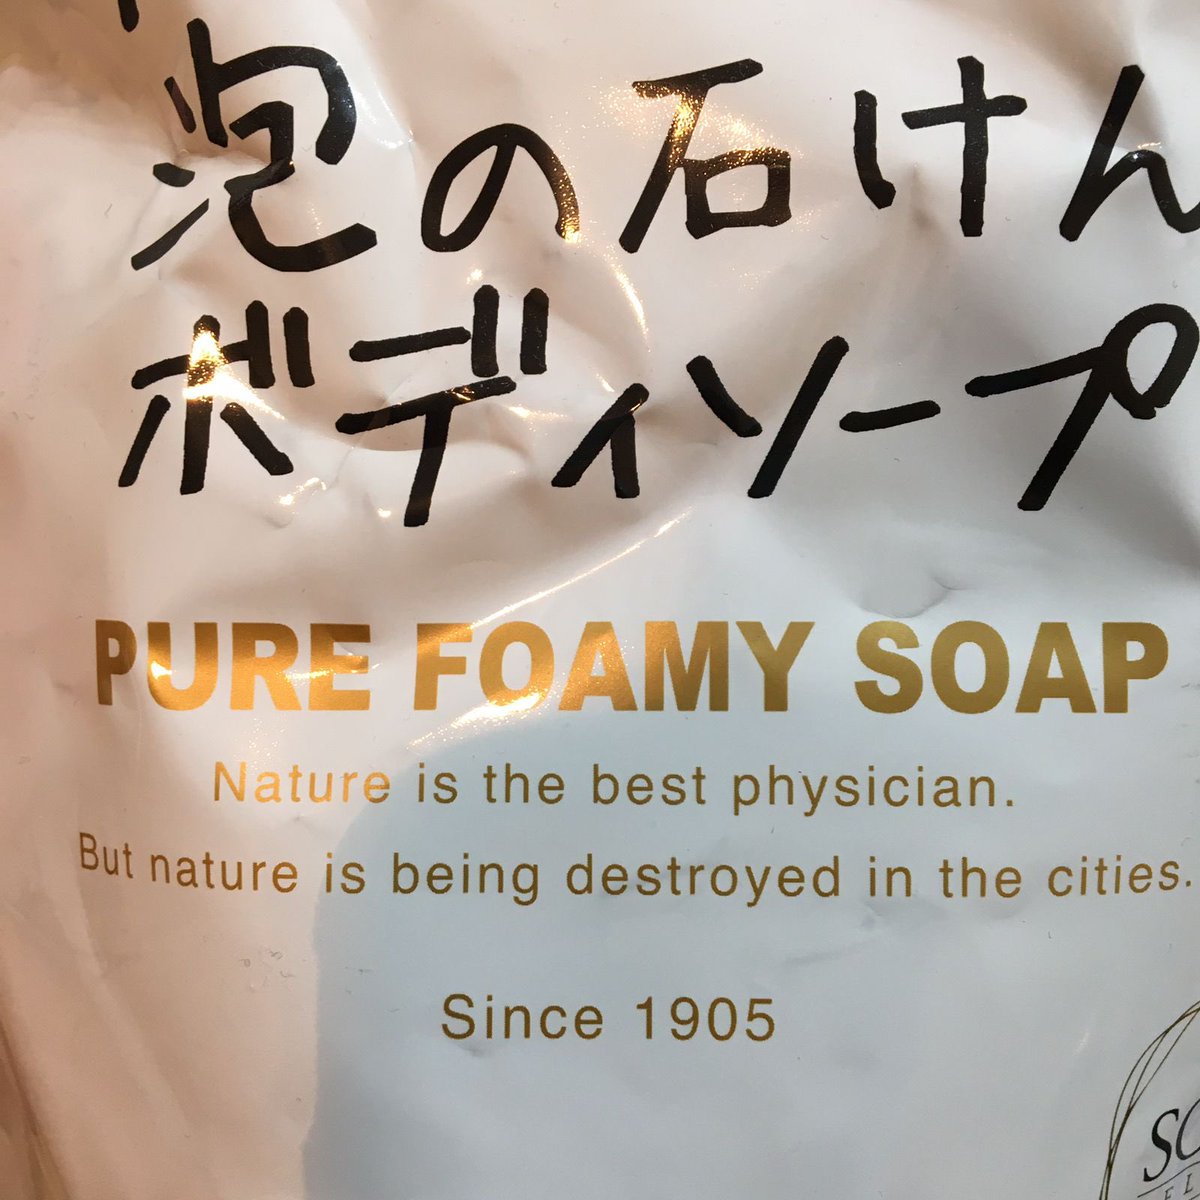 泡の石けん
ボディソープ
PURE FOAMY SOAP
Nature is the best physician.
But nature is being destroyed in the cities.
Since 1905